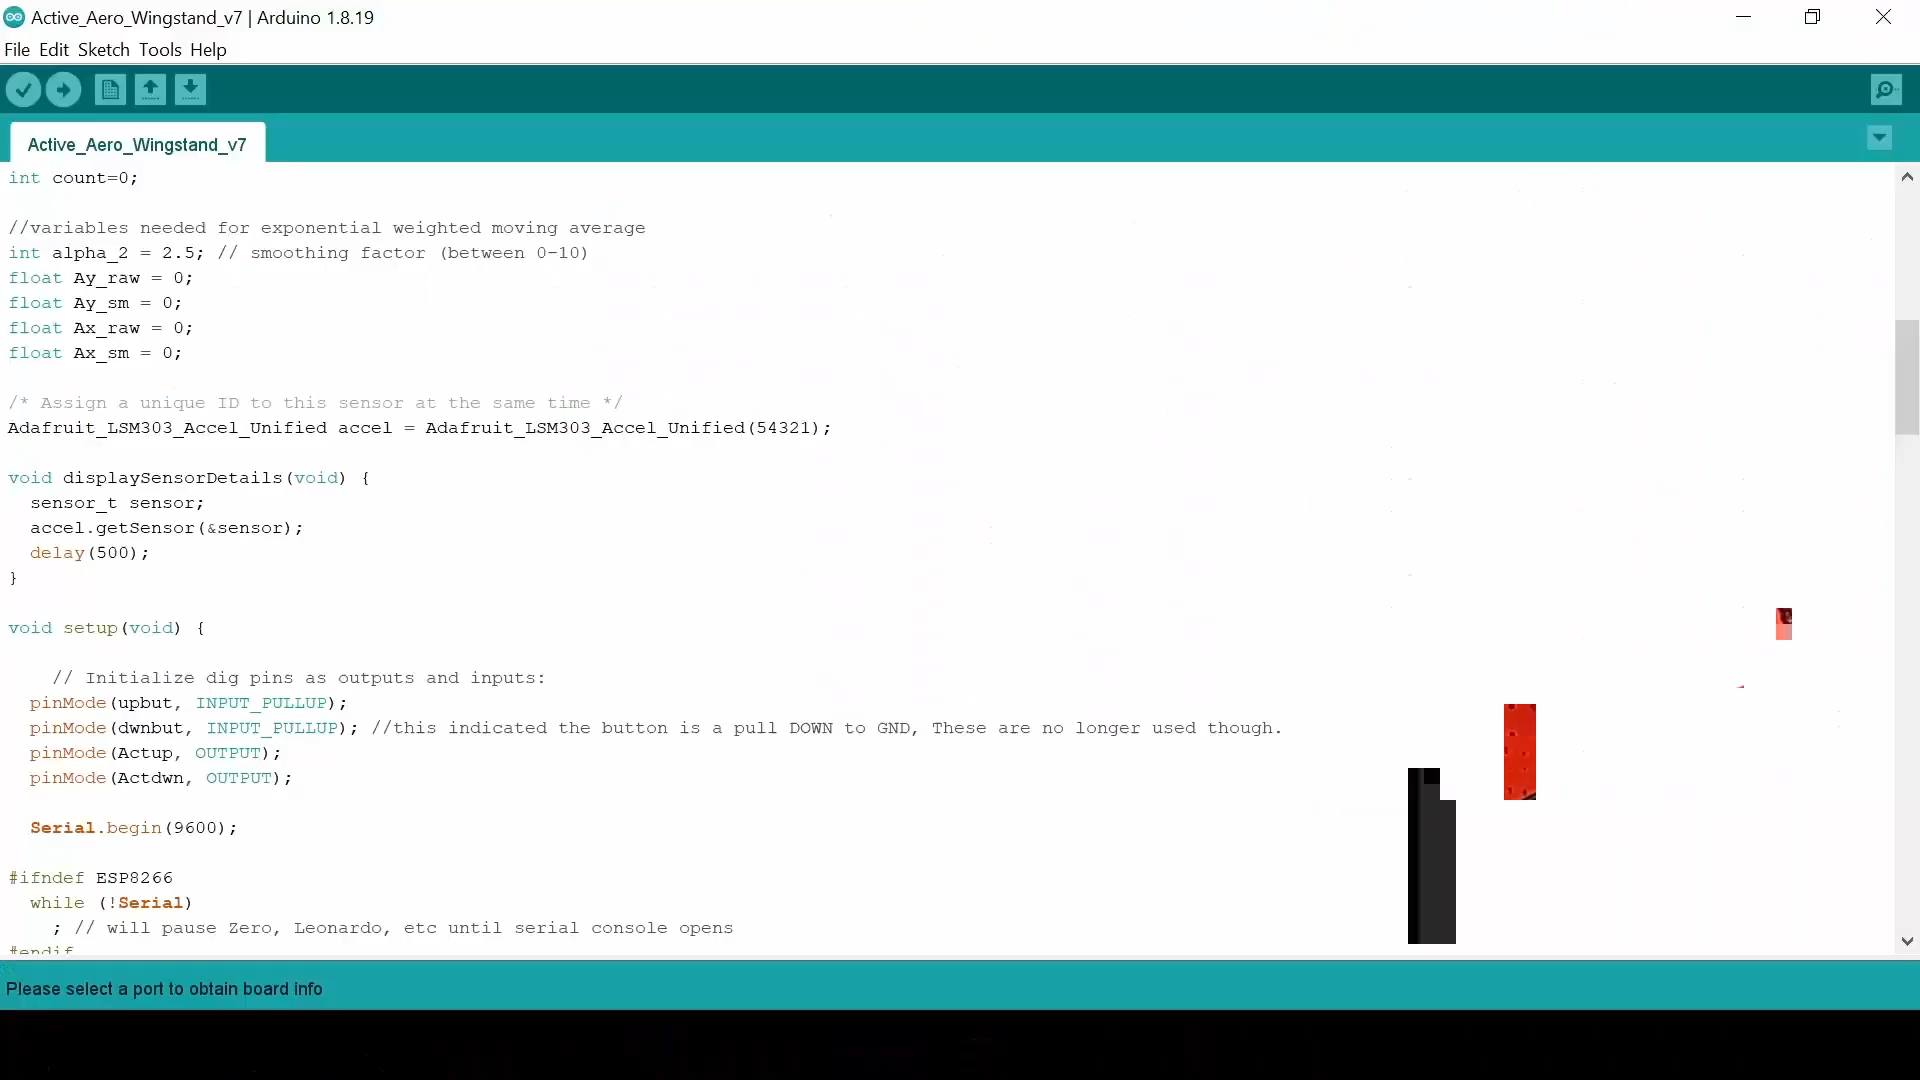 Active_Aero_Wingstand_v7 | Arduino 1.8.19
File Edit Sketch Tools Help
Active_Aero_Wingstand_v7
int count=0;
//variables needed for exponential weighted moving average
int alpha_2 = 2.5; // smoothing factor (between 0-10)
float Ay_raw = 0;
float Ay_sm = 0;
float Ax_raw = 0;
float Ax_sm = 0;
/* Assign a unique ID to this sensor at the same time */
Adafruit_LSM303_Accel_Unified accel = Adafruit_LSM303_Accel_Unified(54321);
void displaySensorDetails(void) {
sensor_t sensor;
accel.getSensor(&sensor);
delay(500);
}
void setup(void) {
// Initialize dig pins as outputs and inputs:
pinMode(upbut, INPUT_PULLUP);
pinMode(dwnbut, INPUT_PULLUP); //this indicated the button is a pull DOWN to GND, These are no longer used though.
pinMode(Actup, OUTPUT);
pinMode(Actdwn, OUTPUT);
Serial.begin(9600);
#ifndef ESP8266
while (!Serial)
; // will pause Zero, Leonardo, etc until serial console opens
#endif
Please select a port to obtain board info